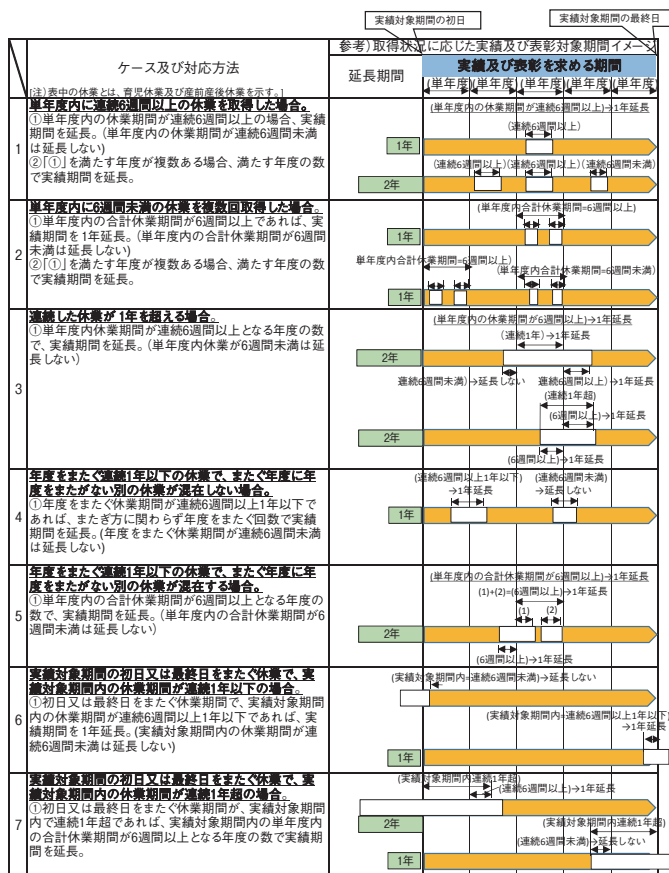 実績対象期間の初日
実績対象期間の最終日
ケース及び対応方法
[注)表中の休業とは、育児休業及び産前産後休業を示す。]
参考)取得状況に応じた実績及び表彰対象期間イメージ
延長期間
実績及び表彰を求める期間
(単年度)(単年度)(単年度)(単年度)(単年度)
1
単年度内に連続6週間以上の休業を取得した場合。
①単年度内の休業期間が連続6週間以上の場合、実績
期間を延長。(単年度内の休業期間が連続6週間未満
は延長しない)
②「①」を満たす年度が複数ある場合、満たす年度の数
で実績期間を延長。
(単年度内の休業期間が連続6週間以上)→1年延長
(連続6週間以上)
1年
(連続6週間以上)(連続6週間以上)(連続6週間未満)
2年
2
単年度内に6週間未満の休業を複数回取得した場合。
①単年度内の合計休業期間が6週間以上であれば、実
績期間を1年延長。(単年度内の合計休業期間が6週間
未満は延長しない)
②「①」を満たす年度が複数ある場合、満たす年度の数
で実績期間を延長。
(単年度内合計休業期間=6週間以上)
1年
単年度内合計休業期間=6週間以上)
(単年度内合計休業期間=6週間未満)
1年
3
連続した休業が1年を超える場合。
①単年度内休業期間が連続6週間以上となる年度の数
で、実績期間を延長。(単年度内休業が6週間未満は延
長しない)
(単年度内の休業期間が6週間以上)→1年延長
(連続1年)→1年延長
2年
連続6週間未満)→延長しない
連続6週間以上)→1年延長
(連続1年超)
(6週間以上)→1年延長
2年
(6週間以上)→1年延長
4
年度をまたぐ連続1年以下の休業で、またぐ年度に年
度をまたがない別の休業が混在しない場合。
①年度をまたぐ休業期間が連続6週間以上1年以下で
あれば、またぎ方に関わらず年度をまたぐ回数で実績
期間を延長。(年度をまたぐ休業期間が連続6週間未満
は延長しない)
(連続6週間以上1年以下)
→1年延長
(連続6週間未満)
→延長しない
1年
5
年度をまたぐ連続1年以下の休業で、またぐ年度に年
度をまたがない別の休業が混在する場合。
①単年度内の合計休業期間が6週間以上となる年度の
数で、実績期間を延長。(単年度内の合計休業期間が6
週間未満は延長しない)
(単年度内の合計休業期間が6週間以上)→1年延長
(1)+(2)=(6週間以上)→1年延長
(1)
(2)
2年
(6週間以上)→1年延長
6
実績対象期間の初日又は最終日をまたぐ休業で、実
績対象期間内の休業期間が連続1年以下の場合。
①初日又は最終日をまたぐ休業期間で、実績対象期間
内の休業期間が連続6週間以上1年以下であれば、実
績期間を1年延長。(実績対象期間内の休業期間が連
続6週間未満は延長しない)
(実績対象期間内=連続6週間未満)→延長しない
(実績対象期間内=連続6週間以上1年以下)
→1年延長
1年
7
実績対象期間の初日又は最終日をまたぐ休業で、実
績対象期間内の休業期間が連続1年超の場合。
①初日又は最終日をまたぐ休業期間が、実績対象期間
内で連続1年超であれば、実績対象期間内の単年度内
の合計休業期間が6週間以上となる年度の数で実績期
間を延長。
(実績対象期間内連続1年超)
(連続6週間以上)→1年延長
2年
(実績対象期間内連続1年超)
(連続6週間未満)→延長しない
1年